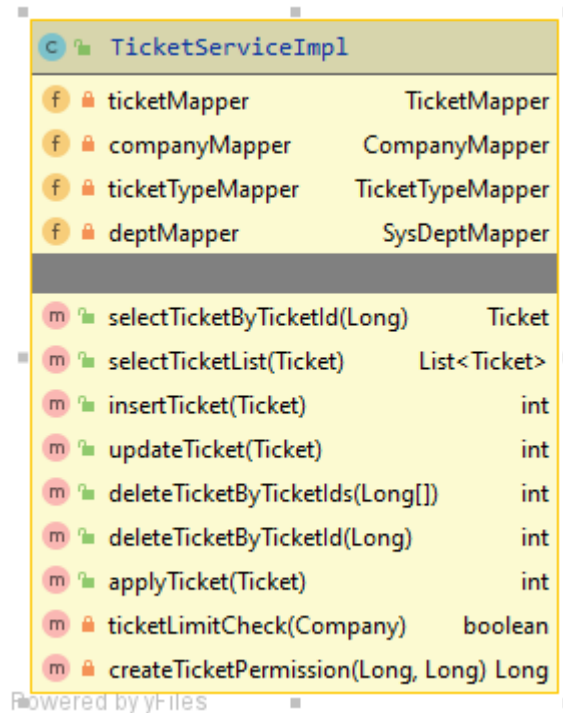 C TicketServiceImpl
f ticketMapper TicketMapper
f companyMapper CompanyMapper
f ticketTypeMapper TicketTypeMapper
f deptMapper SysDeptMapper
m selectTicketByTicketId(Long) Ticket
m selectTicketList(Ticket) List<Ticket>
m insertTicket(Ticket) int
m updateTicket(Ticket) int
m deleteTicketByTicketIds(Long[]) int
m deleteTicketByTicketId(Long) int
m applyTicket(Ticket) int
m ticketLimitCheck(Company) boolean
m createTicketPermission(Long, Long) Long
Powered by yFiles